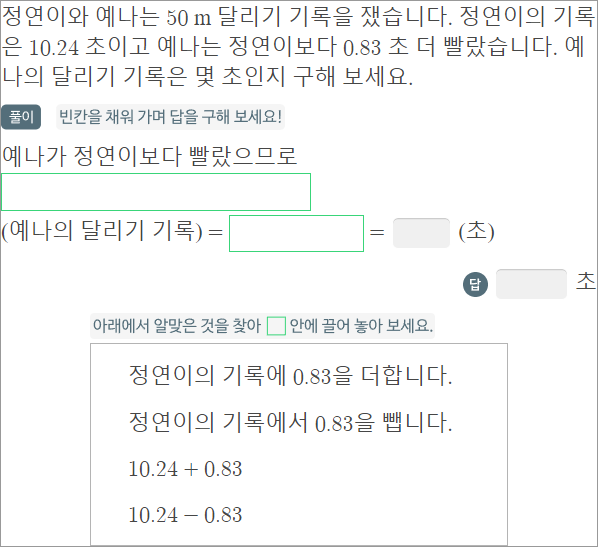 정연이와 예나는 50 m 달리기 기록을 쟀습니다. 정연이의 기록
은 10.24 초이고 예나는 정연이보다 0.83 초 더 빨랐습니다. 예
나의 달리기 기록은 몇 초인지 구해 보세요.
풀이 빈칸을 채워 가며 답을 구해 보세요!
예나가 정연이보다 빨랐으므로
(예나의 달리기 기록) = = (초)
답 초
아래에서 알맞은 것을 찾아 안에 끌어 놓아 보세요.
정연이의 기록에 0.83을 더합니다.
정연이의 기록에서 0.83을 뺍니다.
10.24 + 0.83
10.24 − 0.83